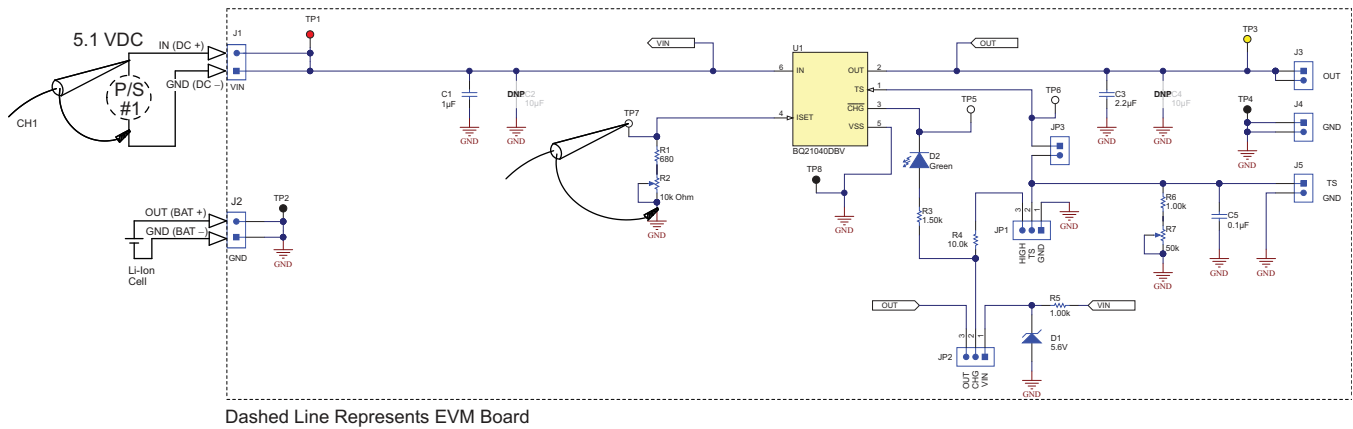 5.1 VDC
IN (DC +)
P/S
#1
GND (DC –)
CH1
J1
VIN
TP1
VIN
C1
1µF
GND
DNP
C2
10µF
GND
TP7
R1
680
R2
10k Ohm
GND
U1
6
IN
OUT
2
TS
1
CHG
3
4
ISET
VSS
5
BQ21040DBV
TP8
GND
OUT
TP5
D2
Green
R3
1.50k
R4
10.0k
TP6
JP3
JP1
3
2
1
HIGH
TS
GND
GND
C3
2.2µF
GND
DNP
C4
10µF
GND
TP3
TP4
GND
J3
OUT
J4
GND
J5
TS
GND
GND
R6
1.00k
R7
50k
GND
C5
0.1µF
GND
OUT
VIN
R5
1.00k
D1
5.6V
GND
JP2
3
2
1
OUT
CHG
VIN
OUT (BAT +)
GND (BAT –)
Li-Ion
Cell
J2
GND
TP2
GND
Dashed Line Represents EVM Board